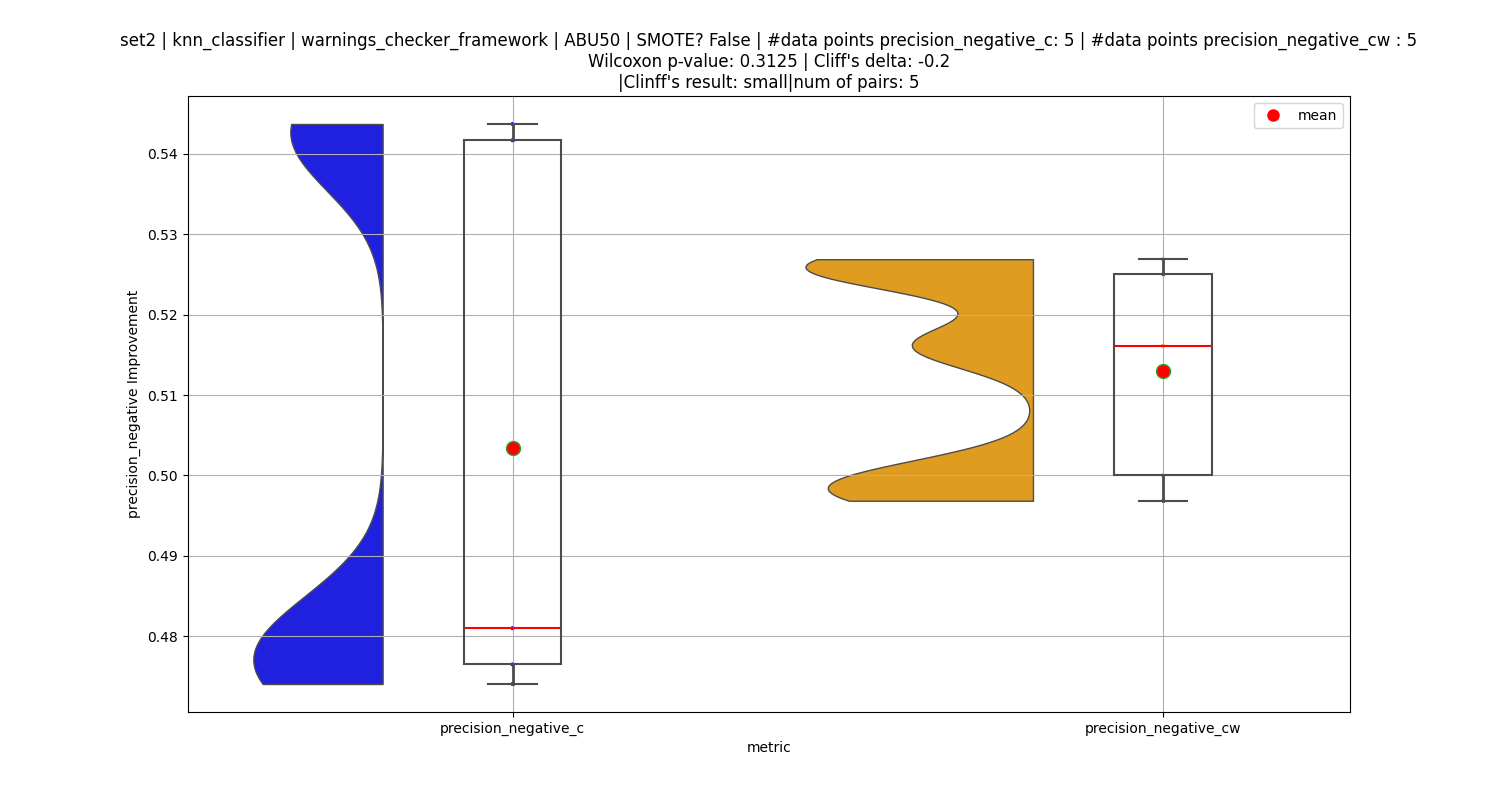 set2 | knn_classifier | warnings_checker_framework | ABU50 | SMOTE? False | #data points precision_negative_c: 5 | #data points precision_negative_cw : 5
Wilcoxon p-value: 0.3125 | Cliff's delta: -0.2
|Clinff's result: small|num of pairs: 5
mean
0.54
0.53
0.52
0.51
0.50
0.49
0.48
precision_negative Improvement
precision_negative_c
precision_negative_cw
metric